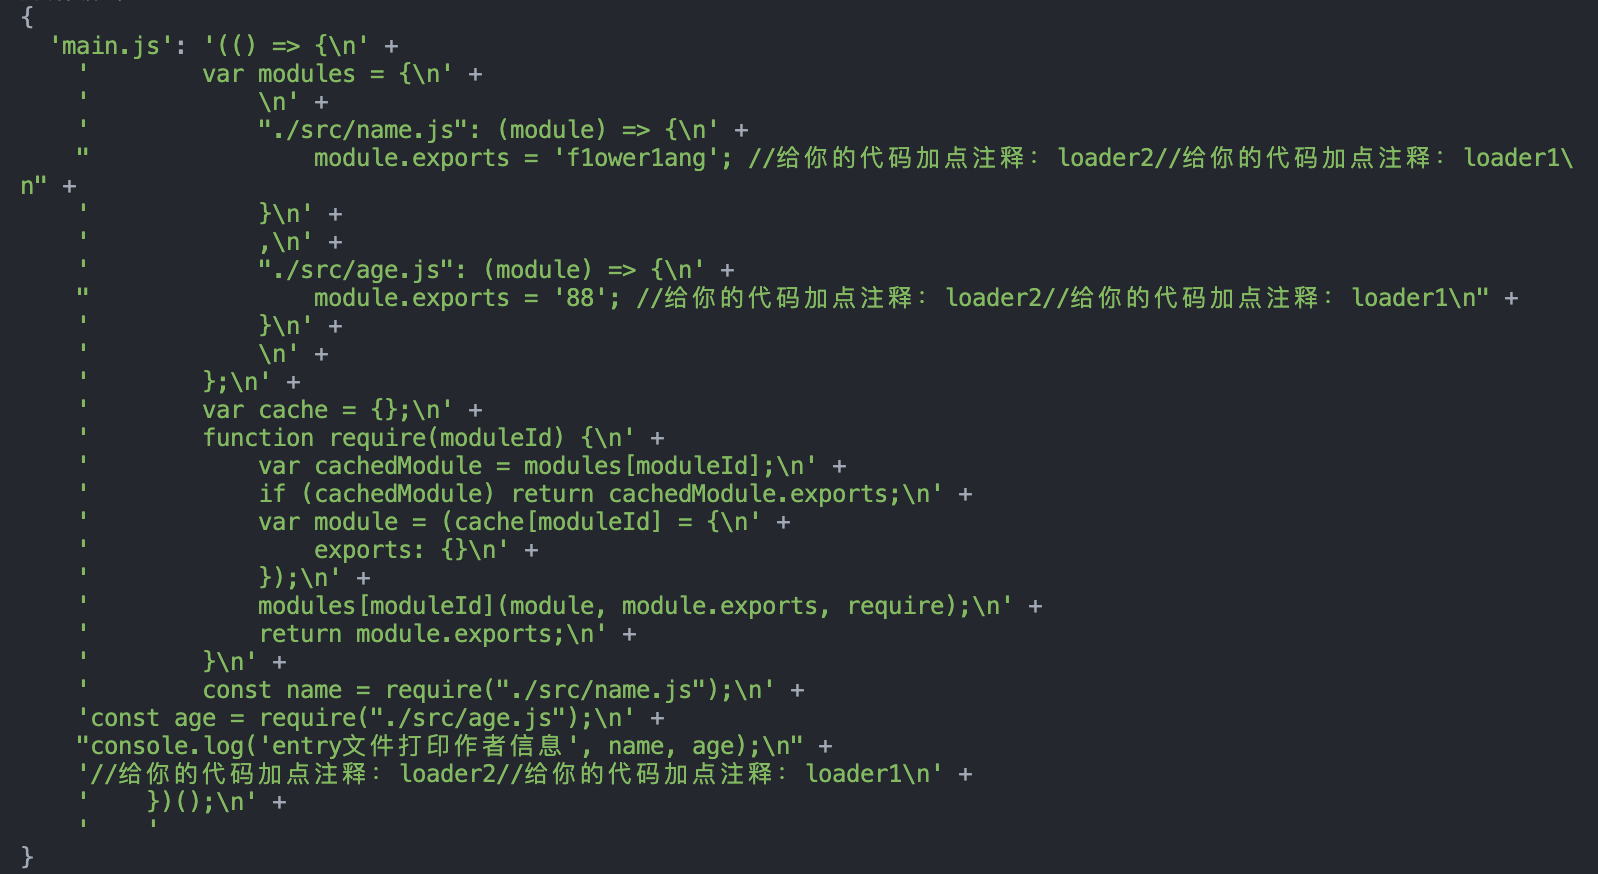 {
  'main.js': '(() => {\n' +
    '        var modules = {\n' +
    '            \n' +
    '            "./src/name.js": (module) => {\n' +
    "                module.exports = 'f1ower1ang'; //给你的代码加点注释: loader2//给你的代码加点注释: loader1\
n" +
    '            }\n' +
    '            ,\n' +
    '            "./src/age.js": (module) => {\n' +
    "                module.exports = '88'; //给你的代码加点注释: loader2//给你的代码加点注释: loader1\n" +
    '            }\n' +
    '            \n' +
    '        };\n' +
    '        var cache = {};\n' +
    '        function require(moduleId) {\n' +
    '            var cachedModule = modules[moduleId];\n' +
    '            if (cachedModule) return cachedModule.exports;\n' +
    '            var module = (cache[moduleId] = {\n' +
    '                exports: {}\n' +
    '            });\n' +
    '            modules[moduleId](module, module.exports, require);\n' +
    '            return module.exports;\n' +
    '        }\n' +
    '        const name = require("./src/name.js");\n' +
    'const age = require("./src/age.js");\n' +
    "console.log('entry文件打印作者信息', name, age);\n" +
    '//给你的代码加点注释: loader2//给你的代码加点注释: loader1\n' +
    '    })();\n' +
    '    '
}